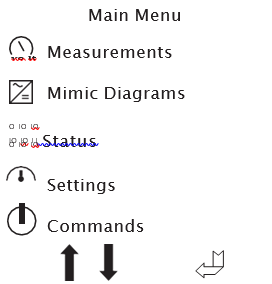 Main Menu
Measurements
Mimic Diagrams
Status
Settings
Commands